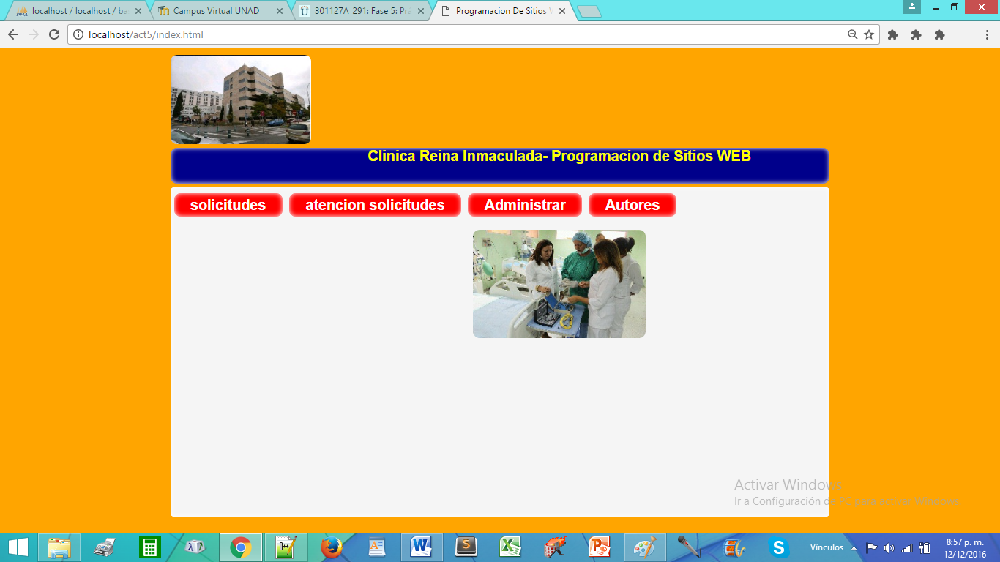 localhost / localhost / ba
Campus Virtual UNAD
301127A_291: Fase 5: Pra
Programacion De Sitios
localhost/act5/index.html
Clinica Reina Inmaculada- Programacion de Sitios WEB
solicitudes
atencion solicitudes
Administrar
Autores
Activar Windows
Ir a Configuración de PC para activar Windows.
Vínculos
8:57 p. m.
12/12/2016